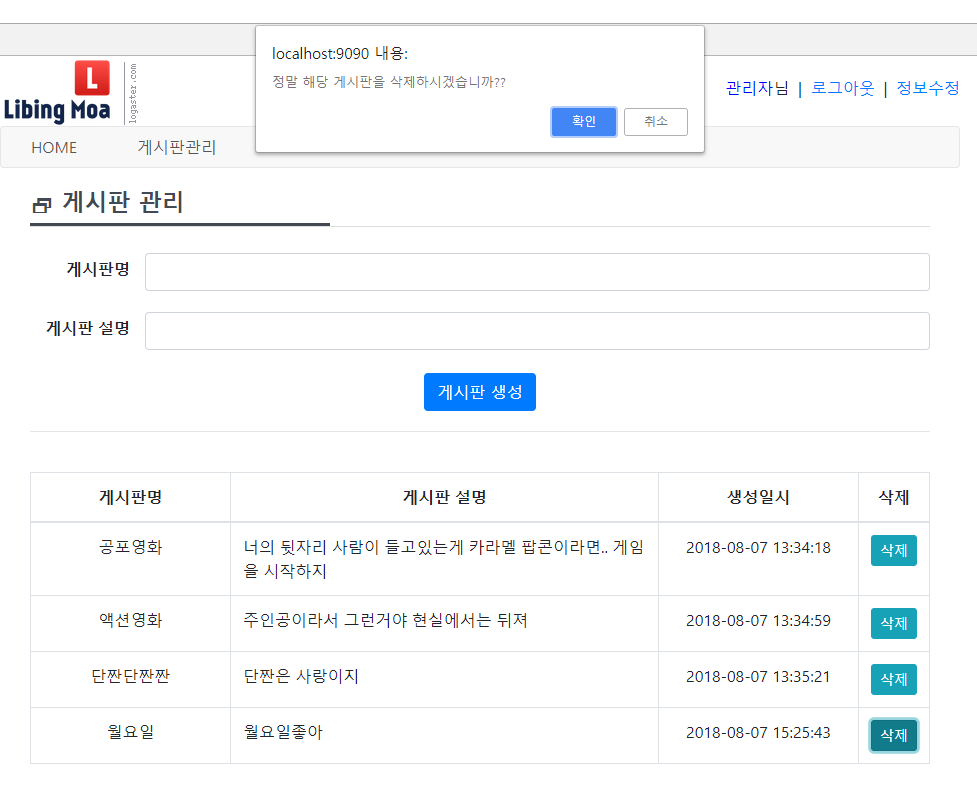 localhost:9090 내용:
정말 해당 게시판을 삭제하시겠습니까??
확인 취소
L
Libing Moa
logaster.com
관리자님 | 로그아웃 | 정보수정
HOME 게시판관리
게시판 관리
게시판명
게시판 설명
게시판 생성
게시판명 게시판 설명 생성일시 삭제
공포영화 너의 뒷자리 사람이 들고있는게 카라멜 팝콘이라면.. 게임 2018-08-07 13:34:18 삭제
을 시작하지
액션영화 주인공이라서 그런거야 현실에서는 뒤져 2018-08-07 13:34:59 삭제
단짠단짠짠 단짠은 사랑이지 2018-08-07 13:35:21 삭제
월요일 월요일좋아 2018-08-07 15:25:43 삭제